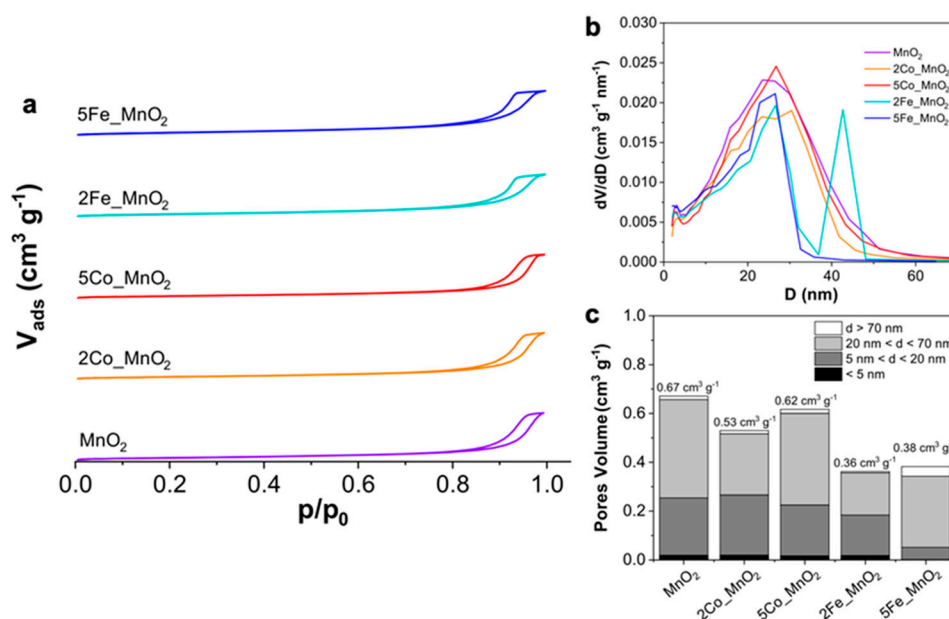 a
5Fe_MnO₂
2Fe_MnO₂
5Co_MnO₂
2Co_MnO₂
MnO₂
V_ads (cm³ g⁻¹)
0.0 0.2 0.4 0.6 0.8 1.0
p/p₀
b
MnO₂
2Co_MnO₂
5Co_MnO₂
2Fe_MnO₂
5Fe_MnO₂
dV/dD (cm³ g⁻¹ nm⁻¹)
0.030
0.025
0.020
0.015
0.010
0.005
0.000
0 20 40 60
D (nm)
c
d > 70 nm
20 nm < d < 70 nm
5 nm < d < 20 nm
< 5 nm
Pores Volume (cm³ g⁻¹)
1.0
0.8
0.6
0.4
0.2
0.0
0.67 cm³ g⁻¹
0.53 cm³ g⁻¹
0.62 cm³ g⁻¹
0.36 cm³ g⁻¹
0.38 cm³ g⁻¹
MnO₂
2Co_MnO₂
5Co_MnO₂
2Fe_MnO₂
5Fe_MnO₂